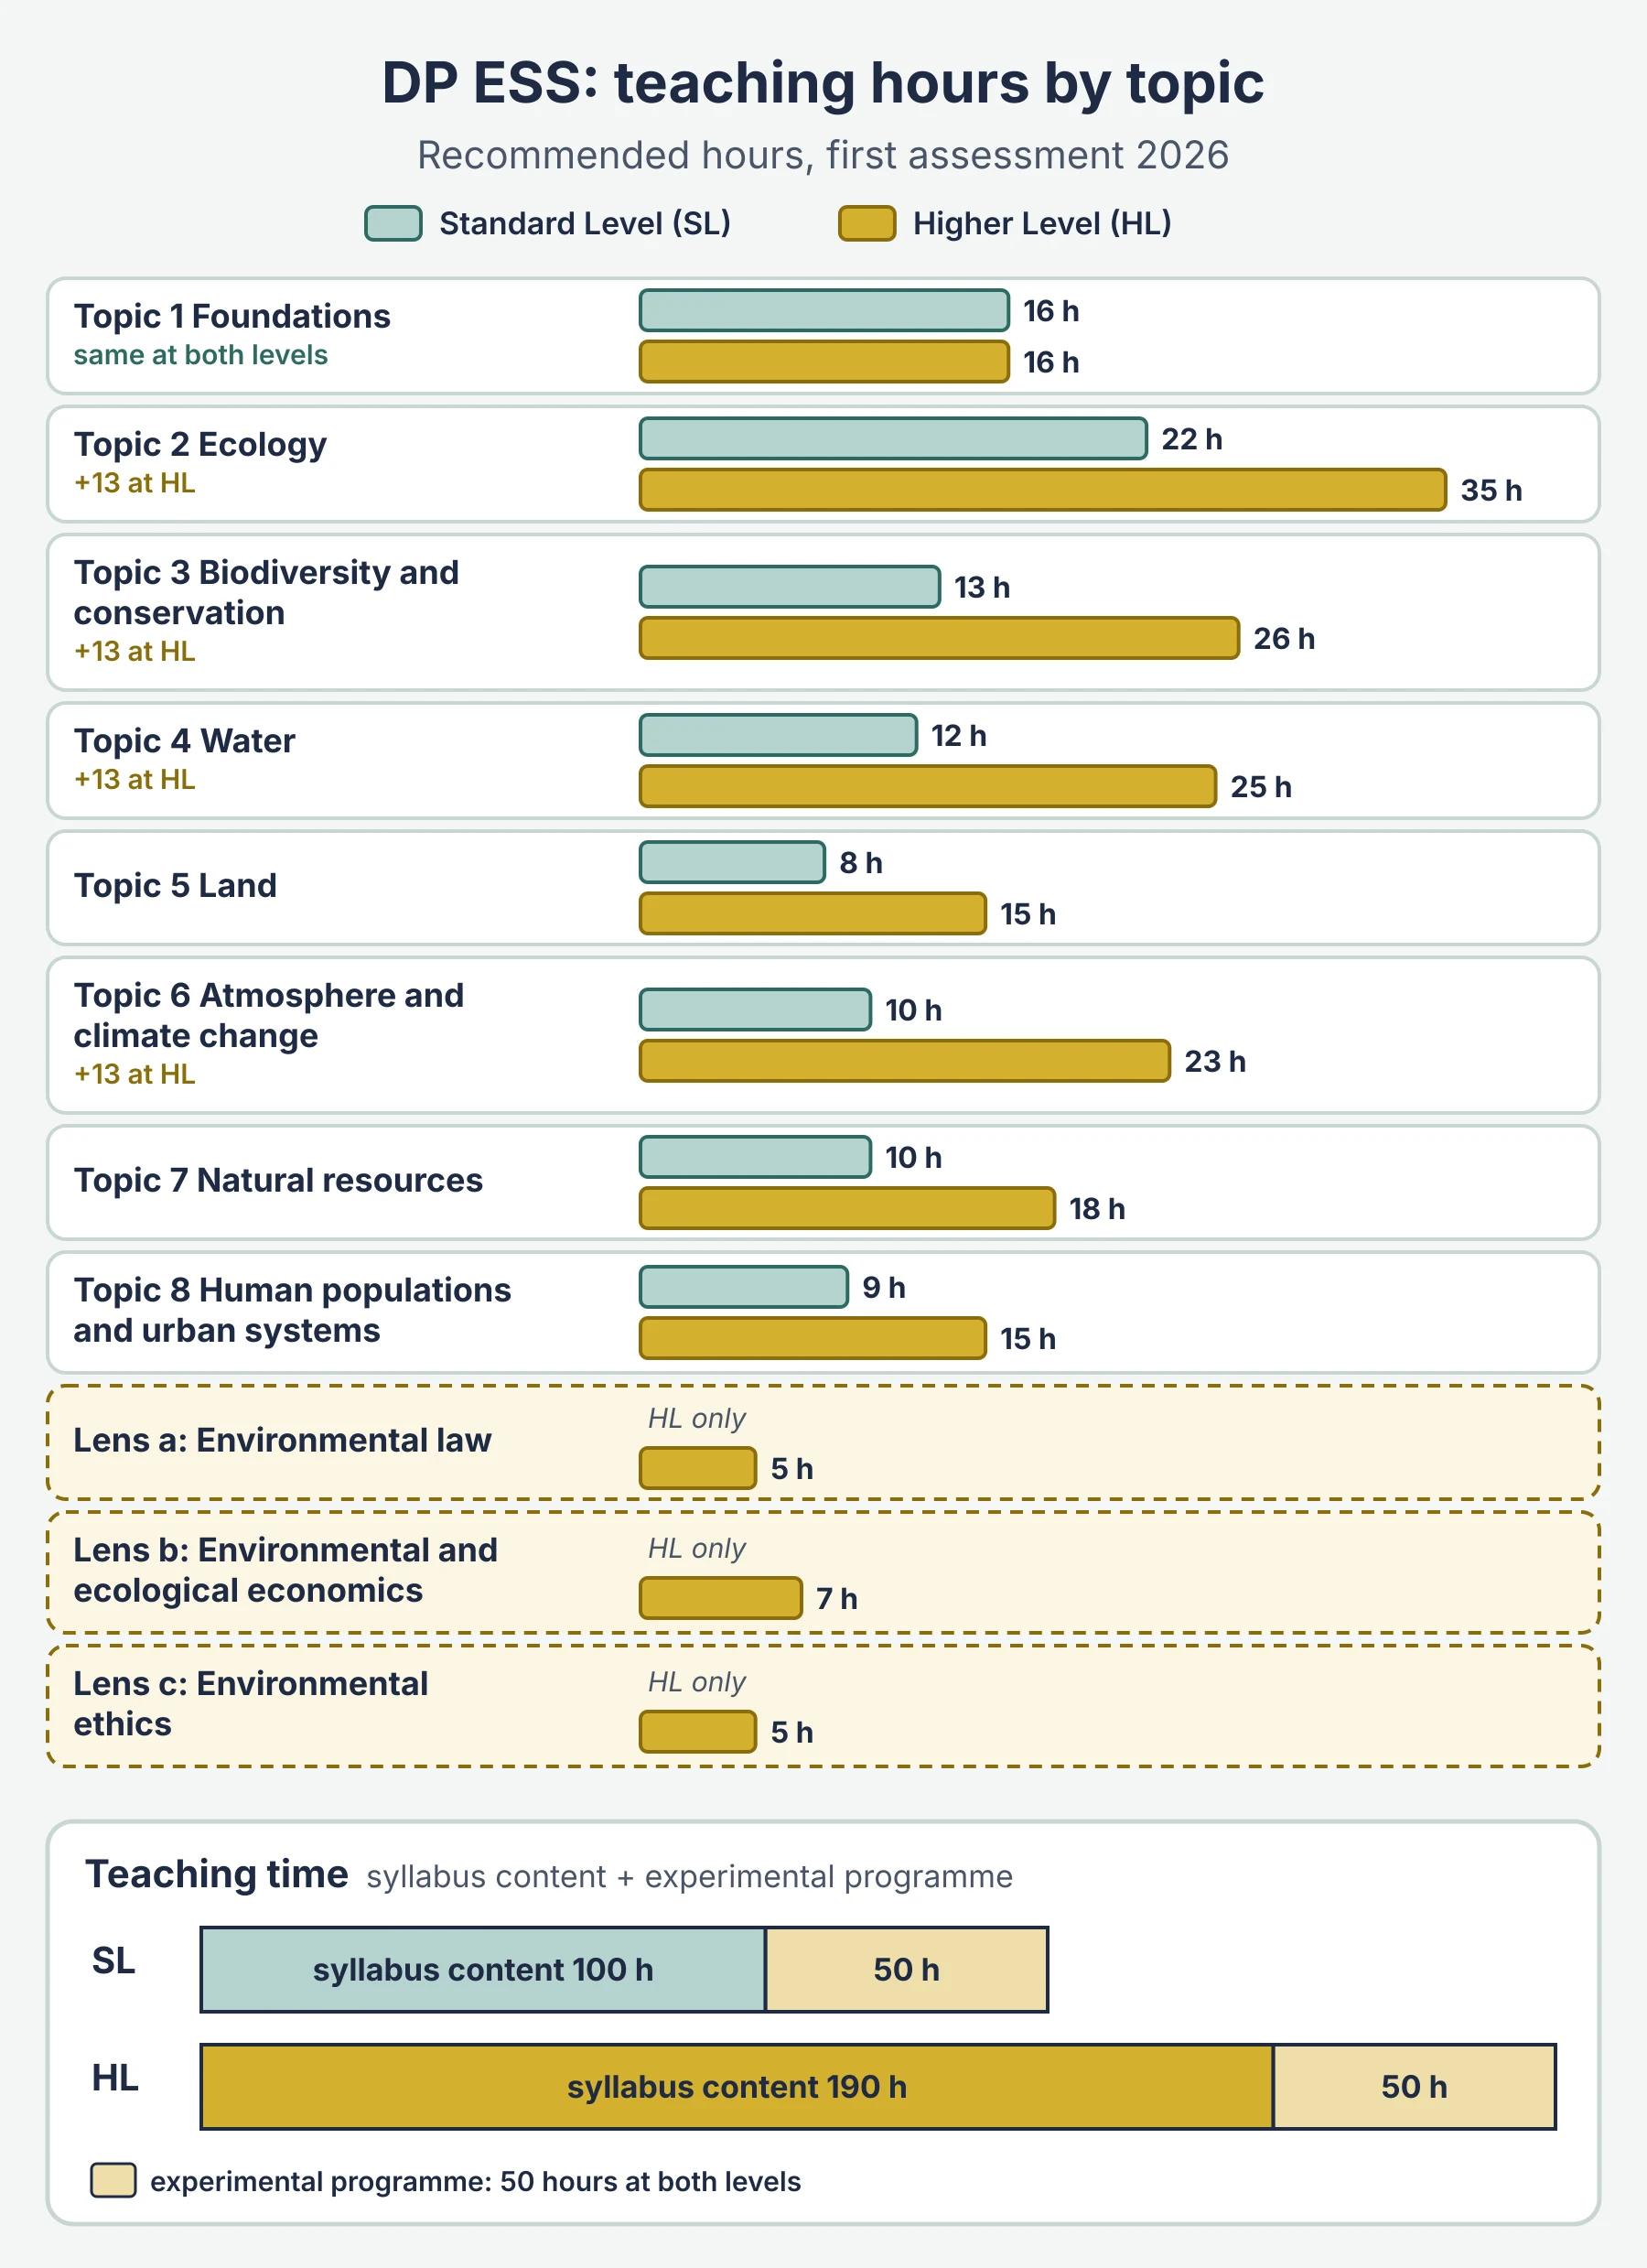 DP ESS: teaching hours by topic
Recommended hours, first assessment 2026
Standard Level (SL)
Higher Level (HL)
Topic 1 Foundations
same at both levels
16 h
16 h
Topic 2 Ecology
+13 at HL
22 h
35 h
Topic 3 Biodiversity and
conservation
+13 at HL
13 h
26 h
Topic 4 Water
+13 at HL
12 h
25 h
Topic 5 Land
8 h
15 h
Topic 6 Atmosphere and
climate change
+13 at HL
10 h
23 h
Topic 7 Natural resources
10 h
18 h
Topic 8 Human populations
and urban systems
9 h
15 h
Lens a: Environmental law
HL only
5 h
Lens b: Environmental and
ecological economics
HL only
7 h
Lens c: Environmental
ethics
HL only
5 h
Teaching time syllabus content + experimental programme
SL
syllabus content 100 h
50 h
HL
syllabus content 190 h
50 h
experimental programme: 50 hours at both levels